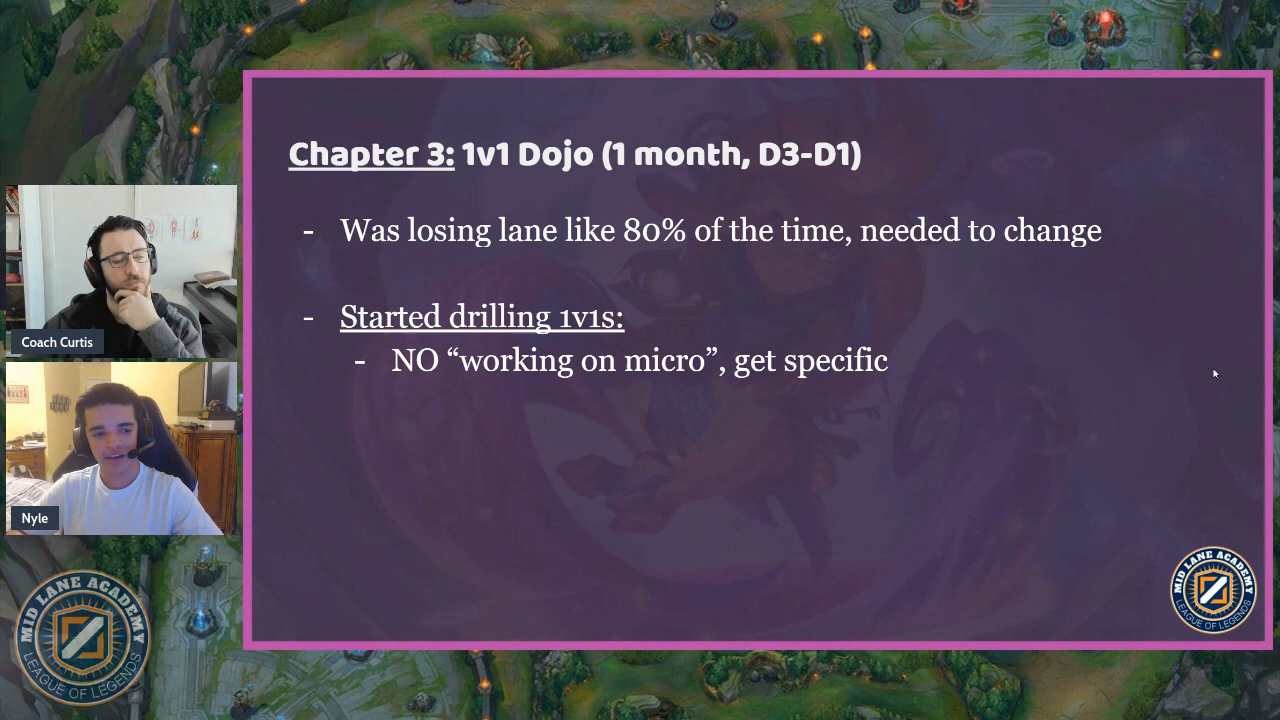 Chapter 3: 1v1 Dojo (1 month, D3-D1)
- Was losing lane like 80% of the time, needed to change
- Started drilling 1v1s:
- NO “working on micro”, get specific
Coach Curtis
Nyle
MID LANE ACADEMY
LEAGUE OF LEGENDS
MID LANE ACADEMY
LEAGUE OF LEGENDS